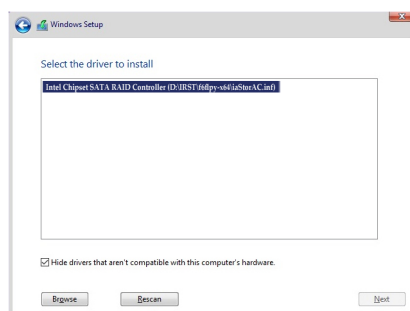 Windows Setup
Select the driver to install
Intel Chipset SATA RAID Controller (D:\IRST\f6flpy-x64\iaStorAC.inf)
Hide drivers that aren't compatible with this computer's hardware.
Browse Rescan Next